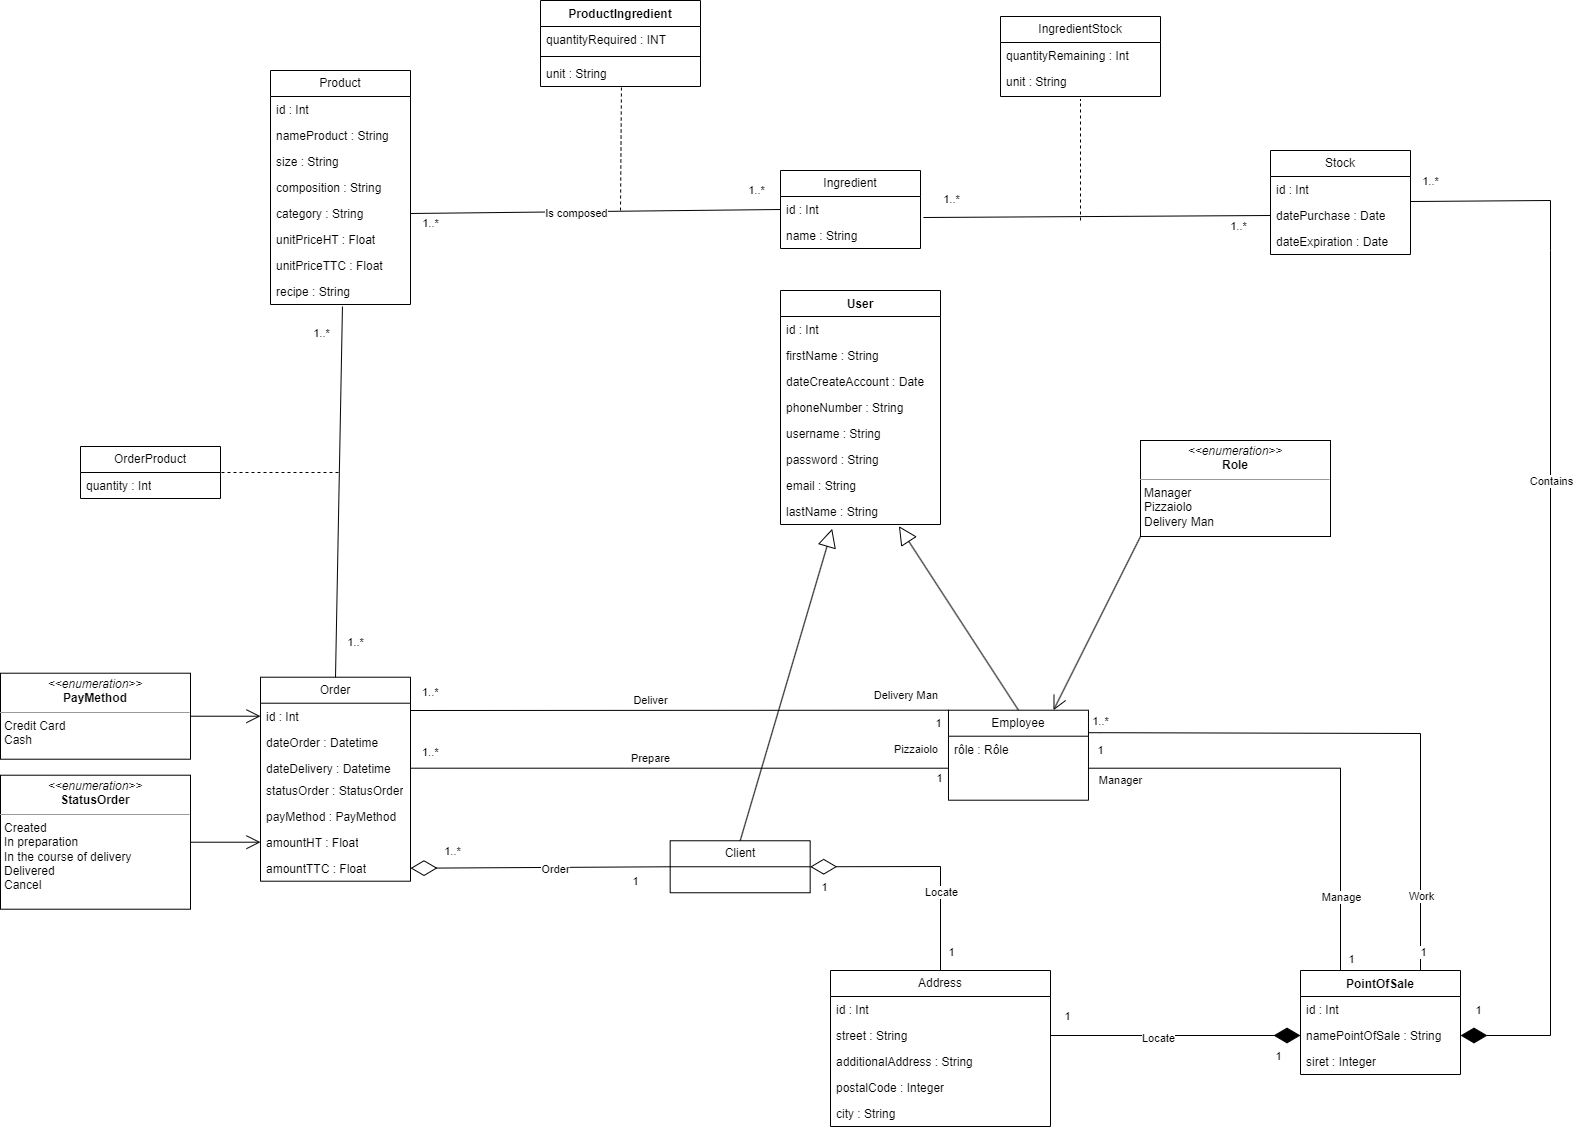 ProductIngredient
quantityRequired : INT
unit : String
IngredientStock
quantityRemaining : Int
unit : String
Product
id : Int
nameProduct : String
size : String
composition : String
category : String
unitPriceHT : Float
unitPriceTTC : Float
recipe : String
1..*
Is composed
1..*
Ingredient
id : Int
name : String
1..*
1..*
Stock
id : Int
datePurchase : Date
dateExpiration : Date
1..*
Contains
User
id : Int
firstName : String
dateCreateAccount : Date
phoneNumber : String
username : String
password : String
email : String
lastName : String
1..*
OrderProduct
quantity : Int
1..*
<<enumeration>>
Role
Manager
Pizzaiolo
Delivery Man
<<enumeration>>
PayMethod
Credit Card
Cash
<<enumeration>>
StatusOrder
Created
In preparation
In the course of delivery
Delivered
Cancel
Order
id : Int
dateOrder : Datetime
dateDelivery : Datetime
statusOrder : StatusOrder
payMethod : PayMethod
amountHT : Float
amountTTC : Float
1..*
Deliver
Delivery Man
1
1..*
Prepare
Pizzaiolo
1
Employee
rôle : Rôle
1..*
1
Manager
1..*
Order
1
Client
1
Locate
1
Manage
1
Work
1
Address
id : Int
street : String
additionalAddress : String
postalCode : Integer
city : String
1
Locate
1
PointOfSale
id : Int
namePointOfSale : String
siret : Integer
1